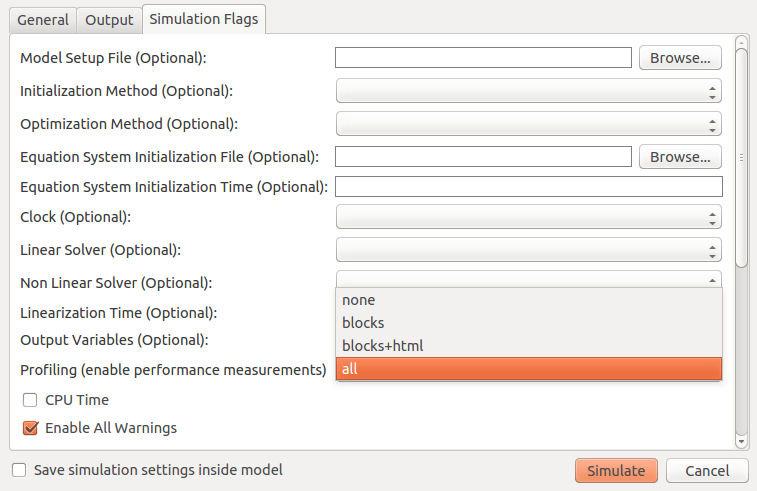 General Output Simulation Flags
Model Setup File (Optional): Browse...
Initialization Method (Optional):
Optimization Method (Optional):
Equation System Initialization File (Optional): Browse...
Equation System Initialization Time (Optional):
Clock (Optional):
Linear Solver (Optional):
Non Linear Solver (Optional):
none
Linearization Time (Optional):
blocks
Output Variables (Optional):
blocks+html
Profiling (enable performance measurements) all
CPU Time
Enable All Warnings
Save simulation settings inside model Simulate Cancel